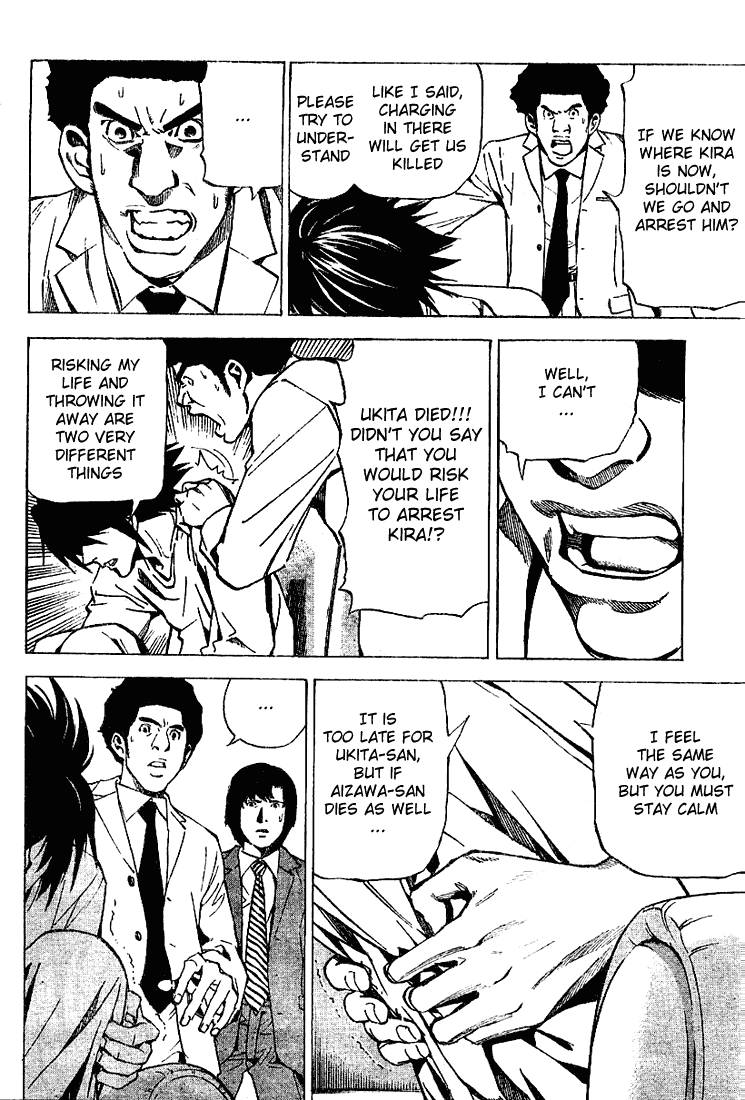 IF WE KNOW
WHERE KIRA
IS NOW,
SHOULDN'T
WE GO AND
ARREST HIM?
LIKE I SAID,
CHARGING
IN THERE
WILL GET US
KILLED
PLEASE
TRY TO
UNDER-
STAND
...
WELL,
I CAN'T
...
UKITA DIED!!!
DIDN'T YOU SAY
THAT YOU
WOULD RISK
YOUR LIFE
TO ARREST
KIRA!?
RISKING MY
LIFE AND
THROWING IT
AWAY ARE
TWO VERY
DIFFERENT
THINGS
I FEEL
THE SAME
WAY AS YOU,
BUT YOU MUST
STAY CALM
IT IS
TOO LATE FOR
UKITA-SAN,
BUT IF
AIZAWA-SAN
DIES AS WELL
...
...